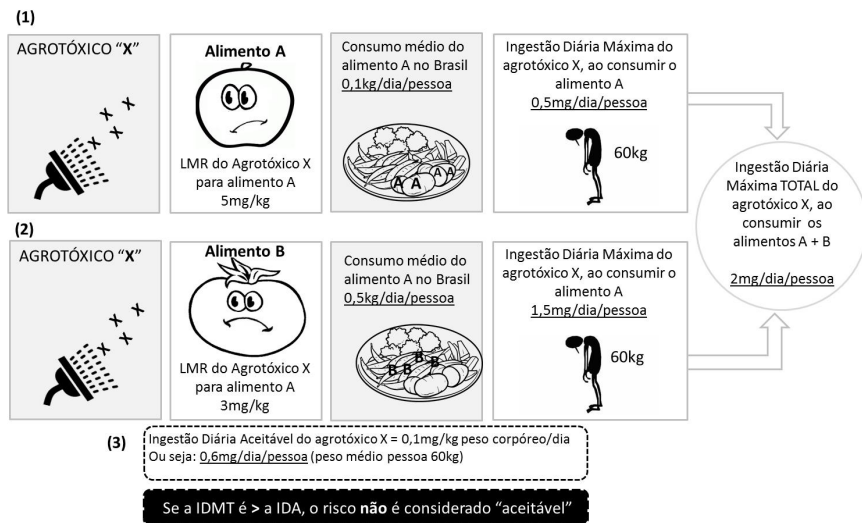 (1)
AGROTÓXICO “X”
X
X
X
X
Alimento A
LMR do Agrotóxico X
para alimento A
5mg/kg
Consumo médio do
alimento A no Brasil
0,1kg/dia/pessoa
A
A
A
A
Ingestão Diária Máxima do
agrotóxico X, ao consumir o
alimento A
0,5mg/dia/pessoa
60kg
Ingestão Diária
Máxima TOTAL do
agrotóxico X, ao
consumir os
alimentos A + B
2mg/dia/pessoa
(2)
AGROTÓXICO “X”
X
X
X
X
Alimento B
LMR do Agrotóxico X
para alimento A
3mg/kg
Consumo médio do
alimento A no Brasil
0,5kg/dia/pessoa
B
B
B
B
Ingestão Diária Máxima do
agrotóxico X, ao consumir o
alimento A
1,5mg/dia/pessoa
60kg
(3)
Ingestão Diária Aceitável do agrotóxico X = 0,1mg/kg peso corpóreo/dia
Ou seja: 0,6mg/dia/pessoa (peso médio pessoa 60kg)
Se a IDMT é > a IDA, o risco não é considerado “aceitável”